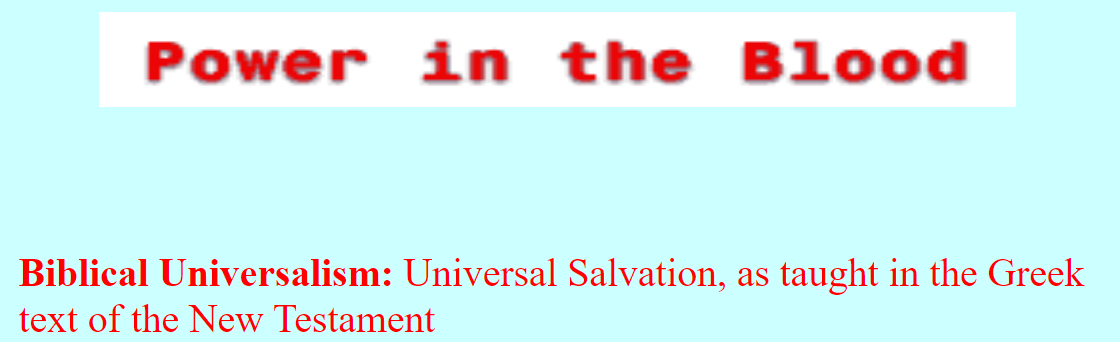 Power in the Blood
Biblical Universalism: Universal Salvation, as taught in the Greek
text of the New Testament